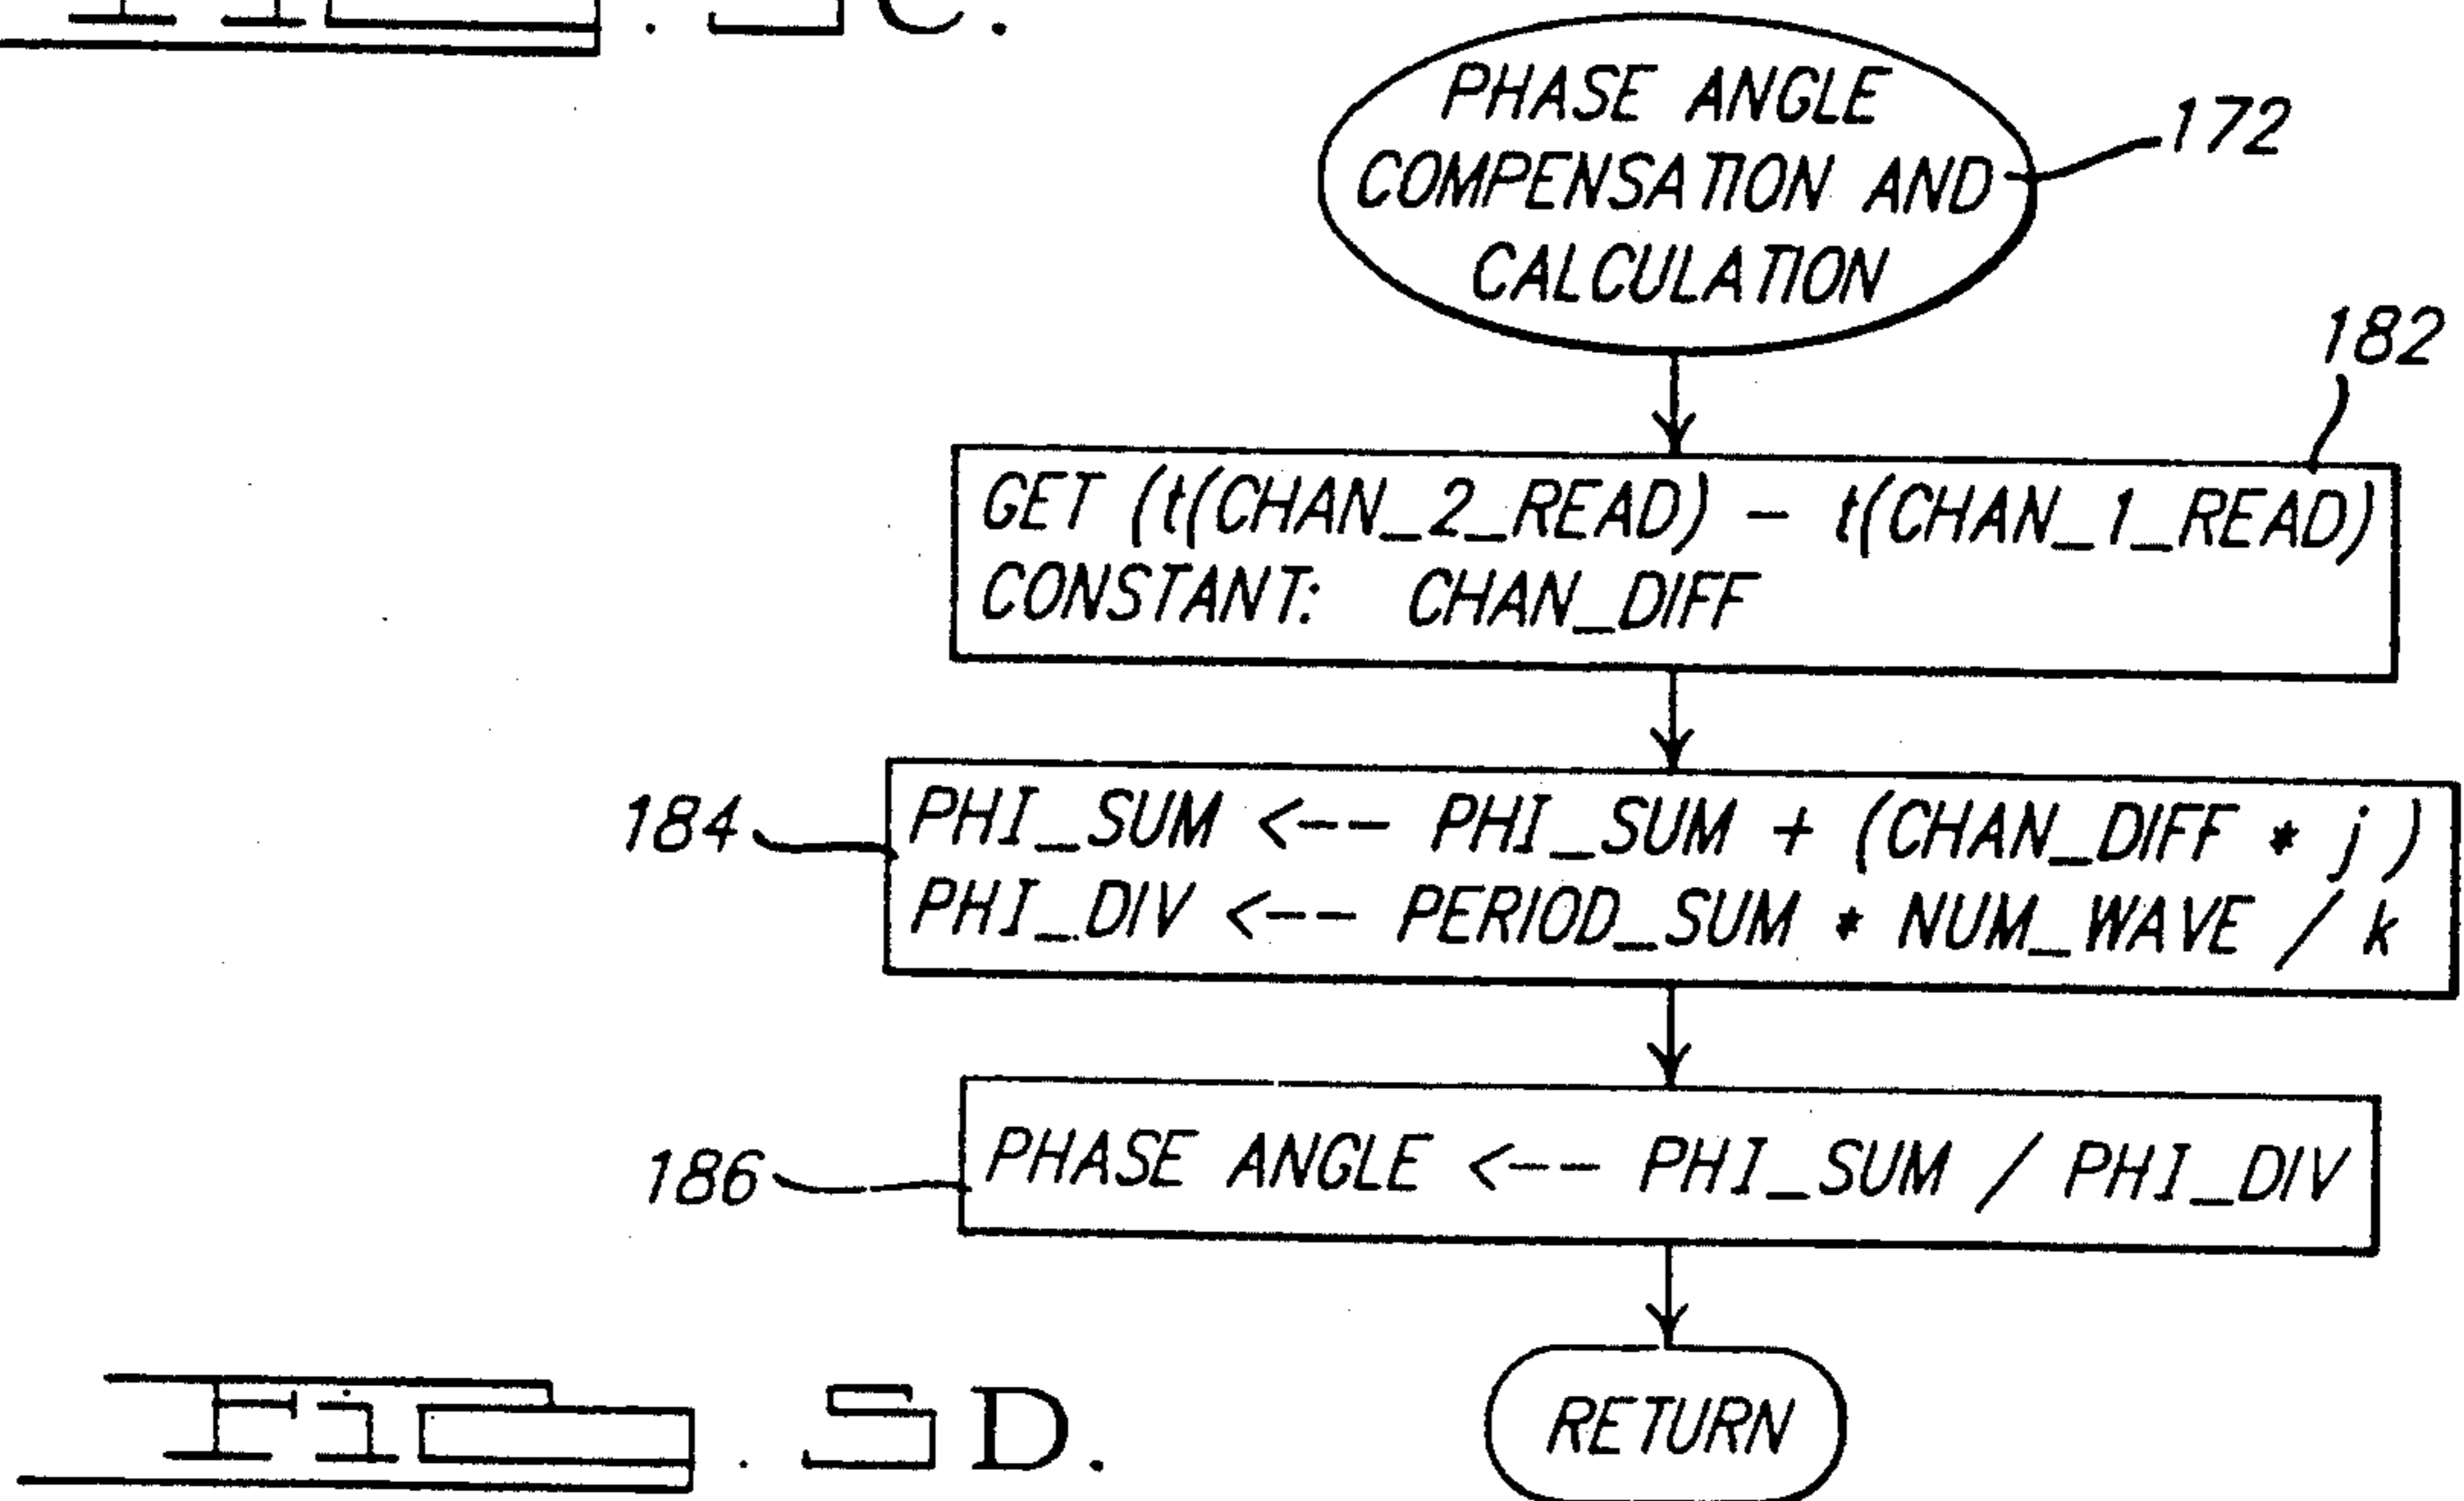 PHASE ANGLE
COMPENSATION AND
CALCULATION
172
182
GET (t(CHAN_2_READ) - t(CHAN_1_READ)
CONSTANT: CHAN_DIFF
184
PHI_SUM <-- PHI_SUM + (CHAN_DIFF * j )
PHI_DIV <-- PERIOD_SUM * NUM_WAVE / k
186
PHASE ANGLE <-- PHI_SUM / PHI_DIV
RETURN
Fig. 5D.